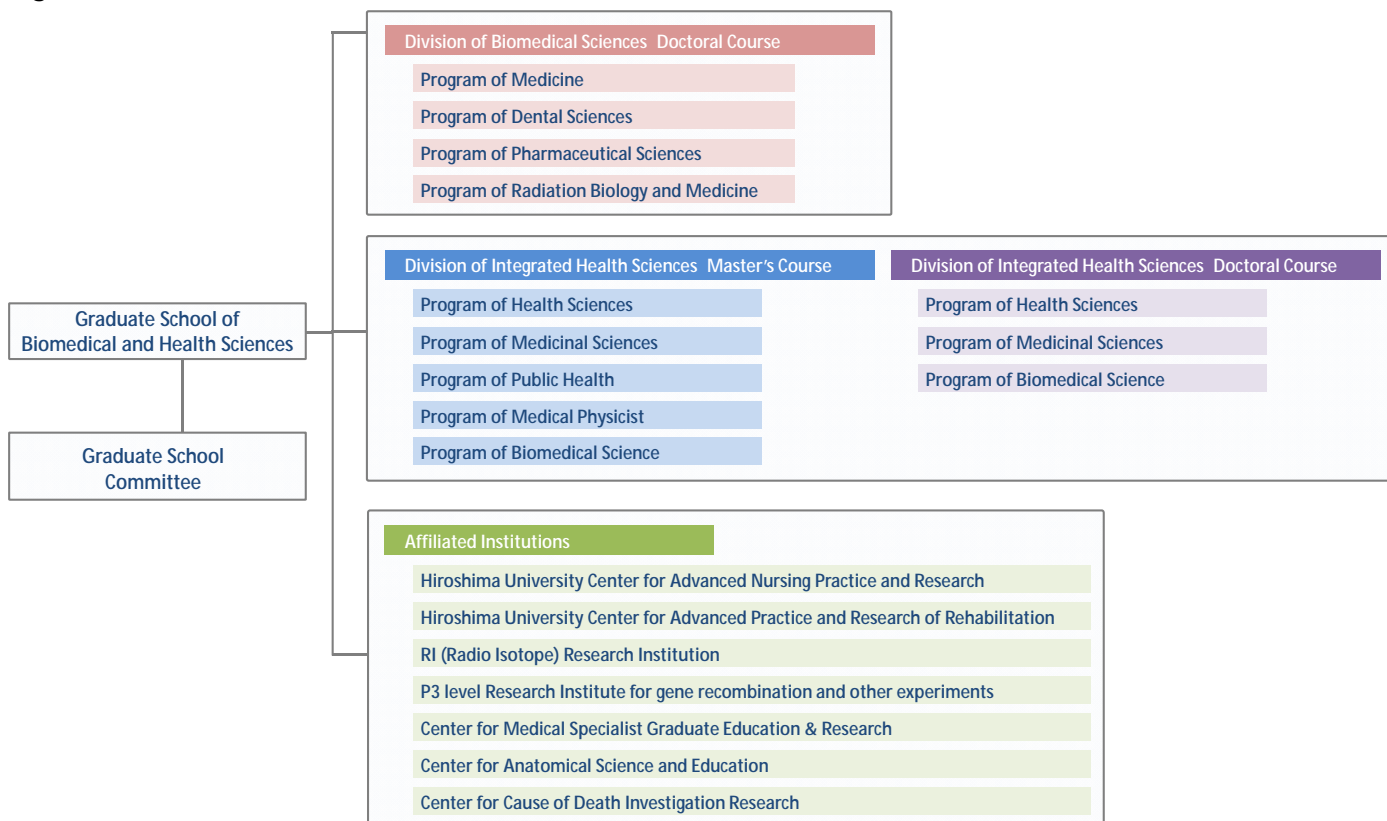 Division of Biomedical Sciences Doctoral Course
Program of Medicine
Program of Dental Sciences
Program of Pharmaceutical Sciences
Program of Radiation Biology and Medicine
Division of Integrated Health Sciences Master's Course
Program of Health Sciences
Program of Medicinal Sciences
Program of Public Health
Program of Medical Physicist
Program of Biomedical Science
Division of Integrated Health Sciences Doctoral Course
Program of Health Sciences
Program of Medicinal Sciences
Program of Biomedical Science
Graduate School of
Biomedical and Health Sciences
Graduate School
Committee
Affiliated Institutions
Hiroshima University Center for Advanced Nursing Practice and Research
Hiroshima University Center for Advanced Practice and Research of Rehabilitation
RI (Radio Isotope) Research Institution
P3 level Research Institute for gene recombination and other experiments
Center for Medical Specialist Graduate Education & Research
Center for Anatomical Science and Education
Center for Cause of Death Investigation Research